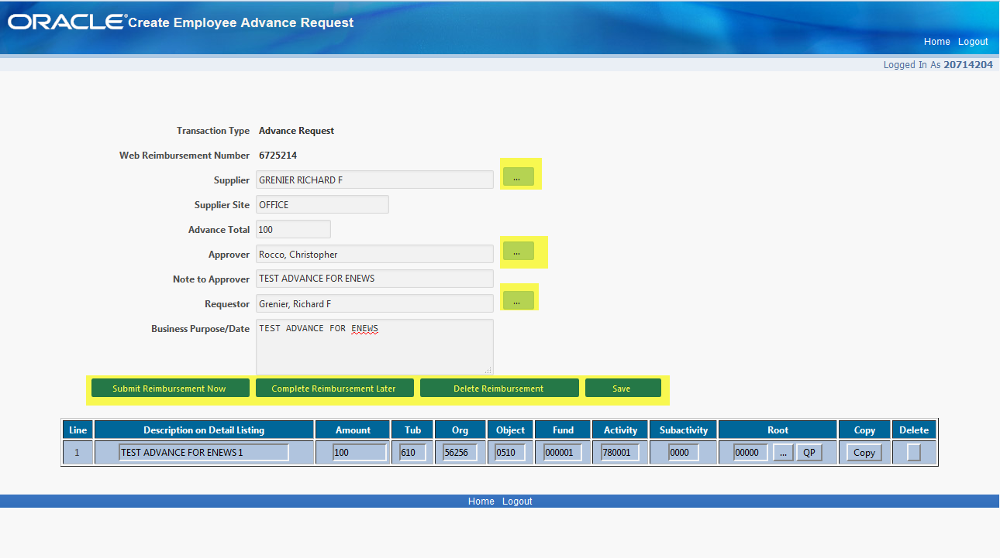 ORACLE® Create Employee Advance Request
Home Logout
Logged In As 20714204
Transaction Type Advance Request
Web Reimbursement Number 6725214
Supplier GRENIER RICHARD F ...
Supplier Site OFFICE
Advance Total 100
Approver Rocco, Christopher ...
Note to Approver TEST ADVANCE FOR ENEWS
Requestor Grenier, Richard F ...
Business Purpose/Date TEST ADVANCE FOR ENEWS
Submit Reimbursement Now Complete Reimbursement Later Delete Reimbursement Save
Line Description on Detail Listing Amount Tub Org Object Fund Activity Subactivity Root Copy Delete
1 TEST ADVANCE FOR ENEWS 1 100 610 56256 0510 000001 780001 0000 00000 ... QP Copy
Home Logout